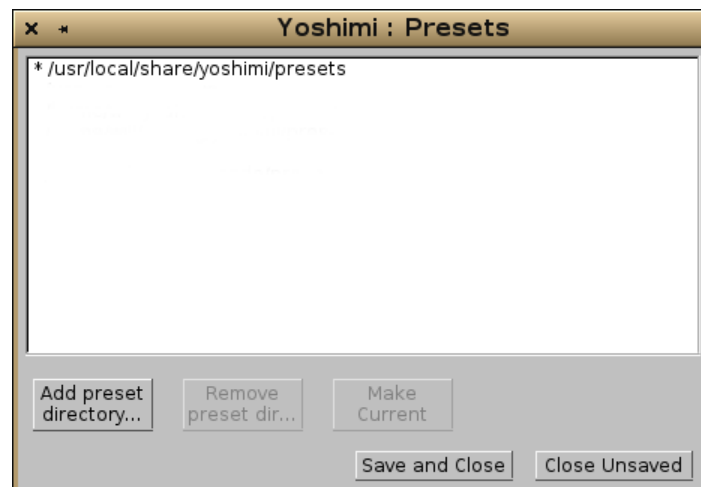 Yoshimi : Presets
* /usr/local/share/yoshimi/presets
Add preset
directory...
Remove
preset dir...
Make
Current
Save and Close
Close Unsaved